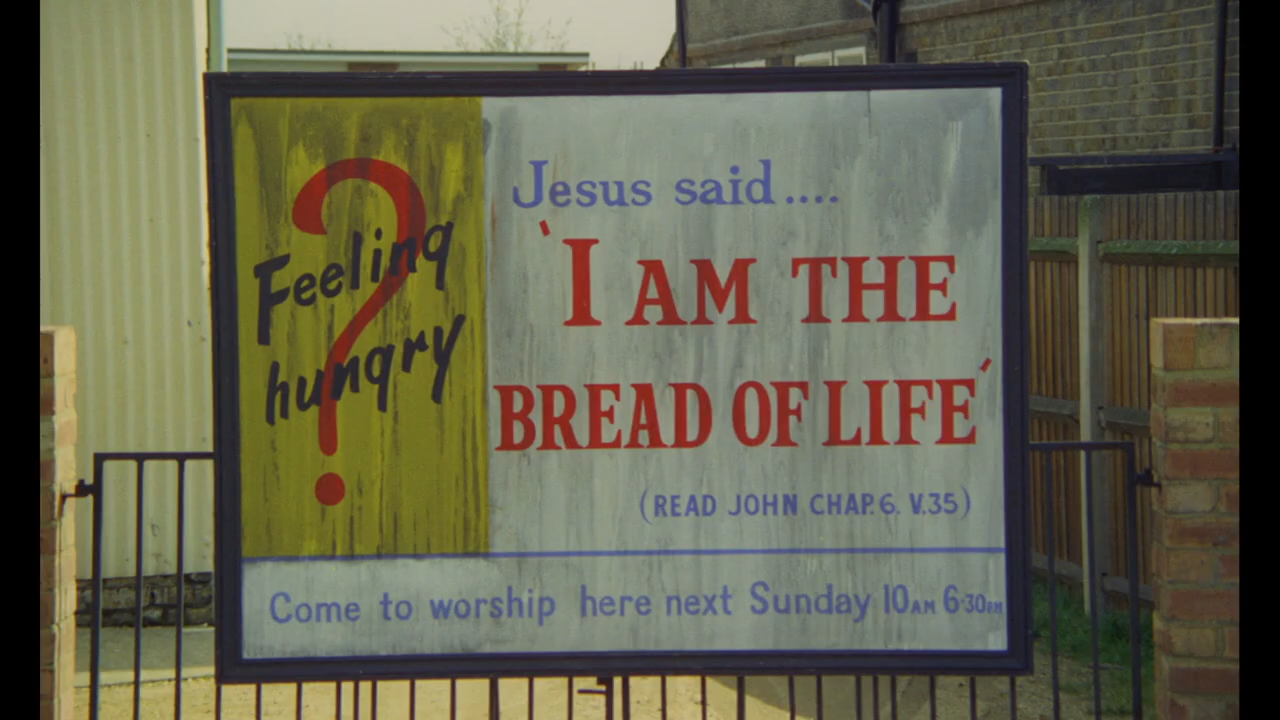 ?
Feeling
hungry
Jesus said....
'I AM THE
BREAD OF LIFE'
(READ JOHN CHAP. 6. V.35)
Come to worship here next Sunday 10AM 6-30PM